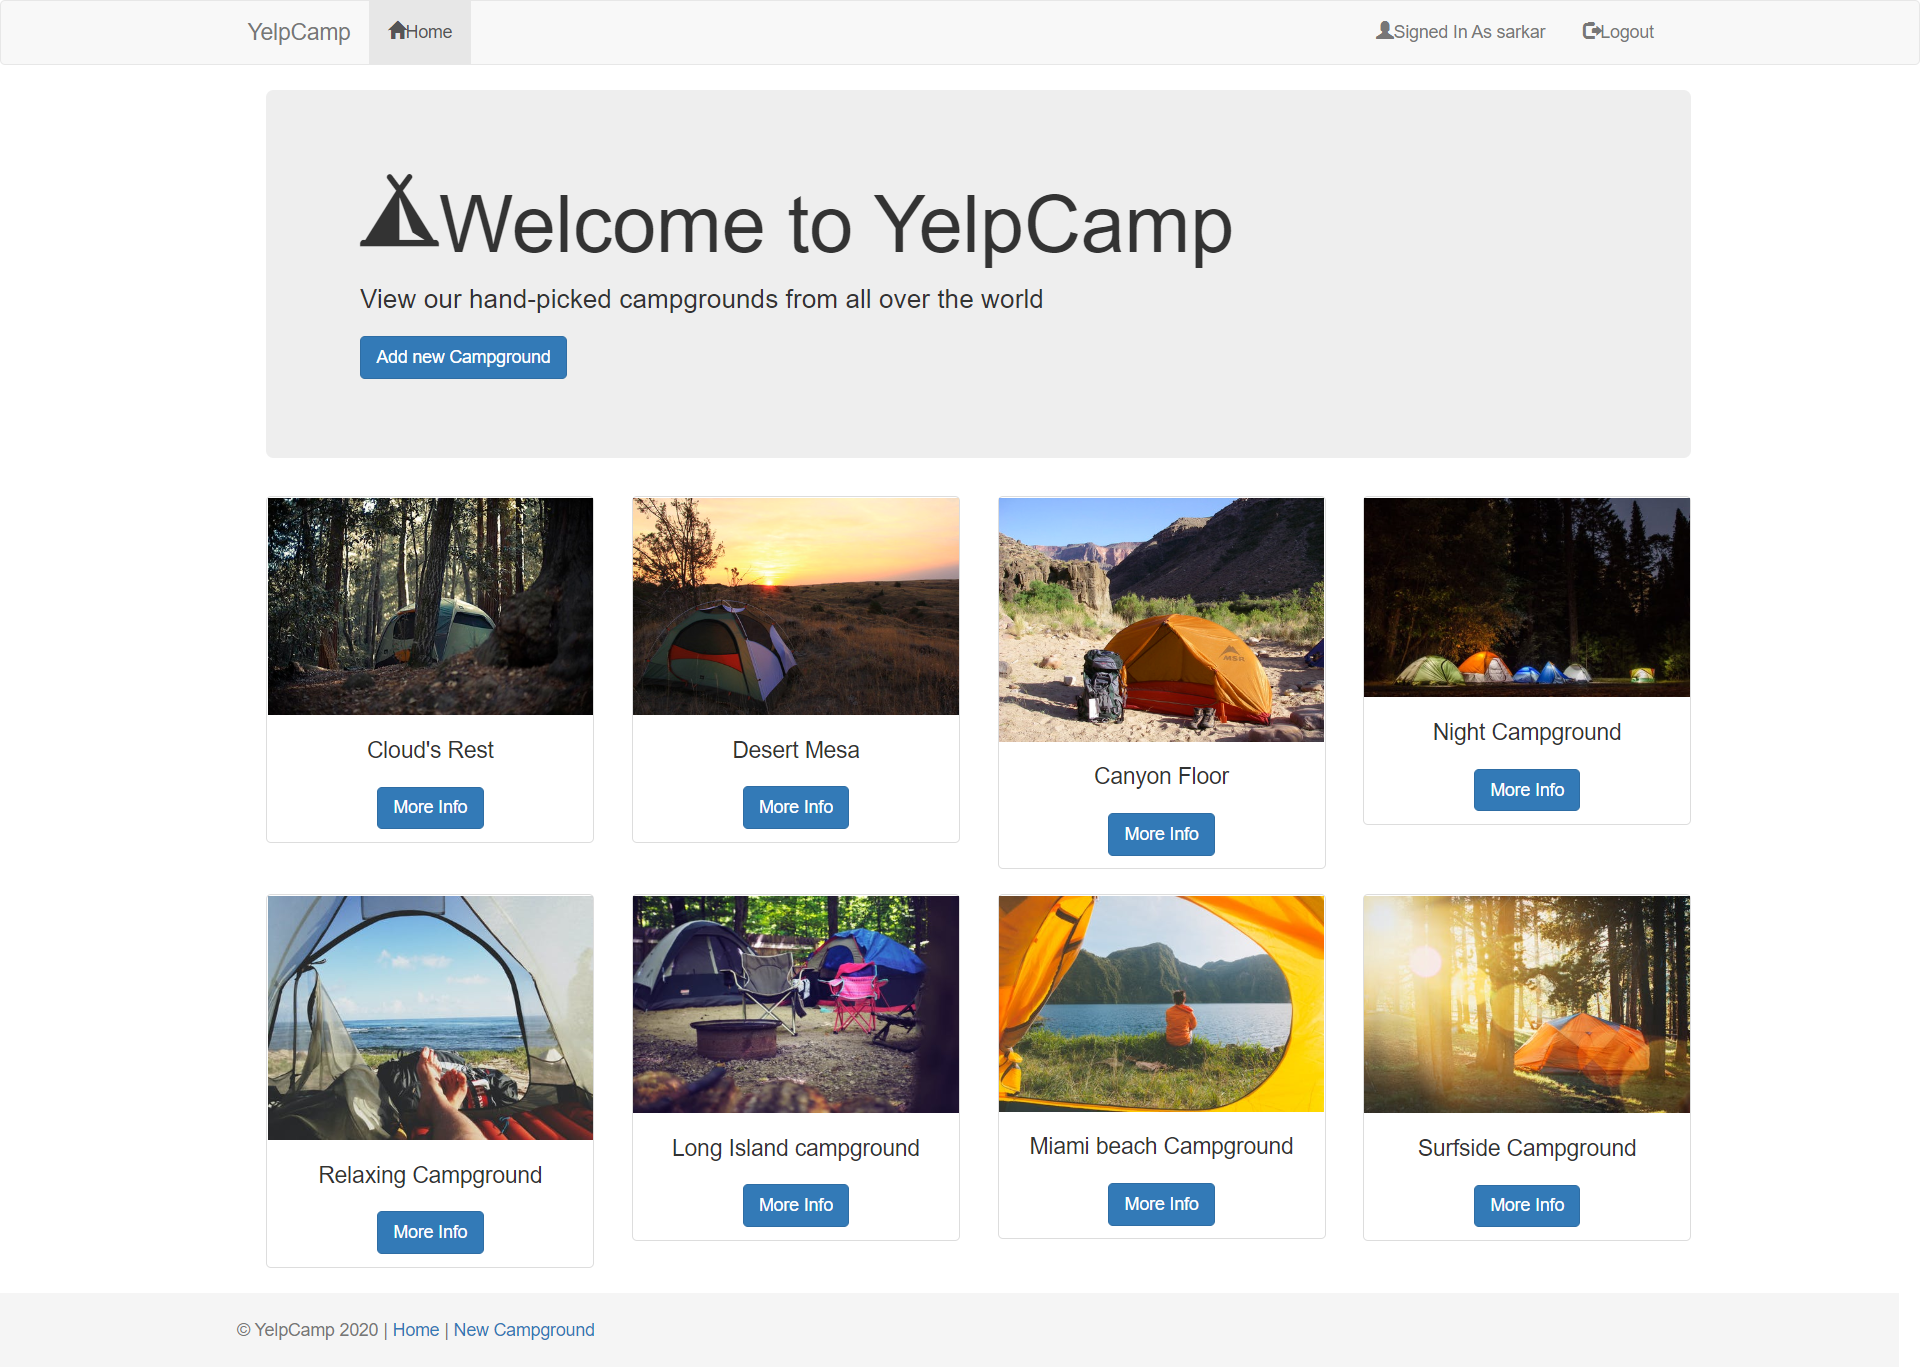 YelpCamp Home Signed In As sarkar Logout
Welcome to YelpCamp
View our hand-picked campgrounds from all over the world
Add new Campground
MSR
Cloud's Rest
More Info
Desert Mesa
More Info
Canyon Floor
More Info
Night Campground
More Info
Relaxing Campground
More Info
Long Island campground
More Info
Miami beach Campground
More Info
Surfside Campground
More Info
© YelpCamp 2020 | Home | New Campground